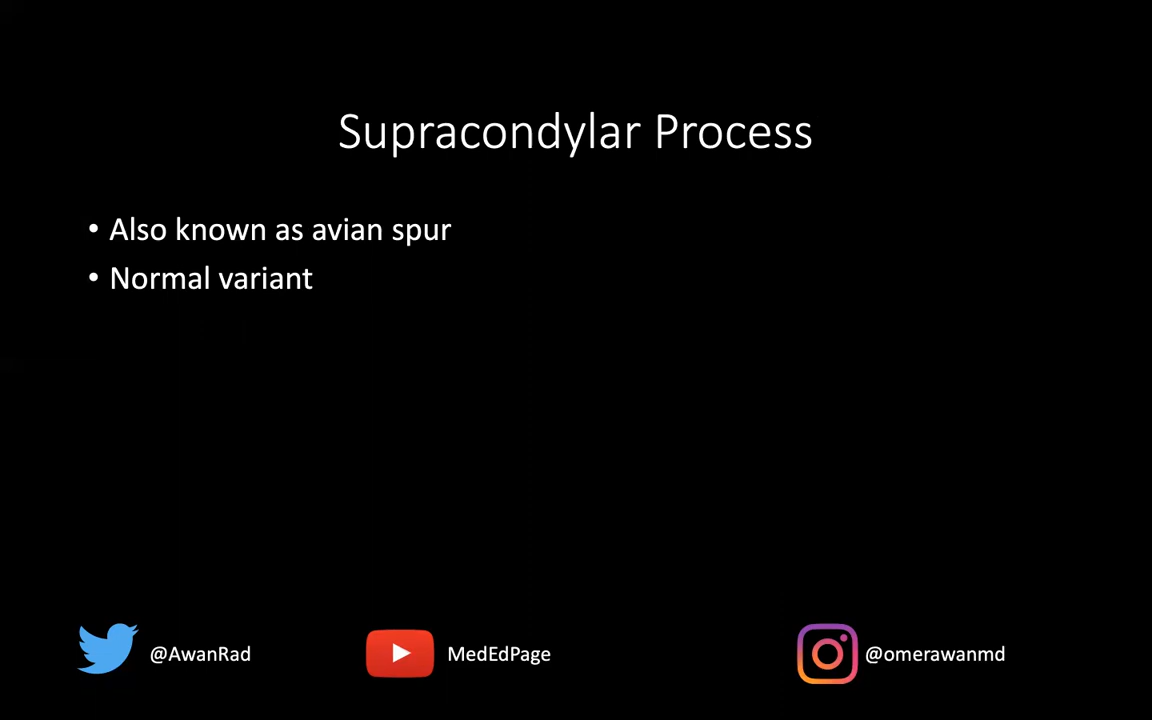 Supracondylar Process
• Also known as avian spur
• Normal variant
@AwanRad
MedEdPage
@omerawanmd